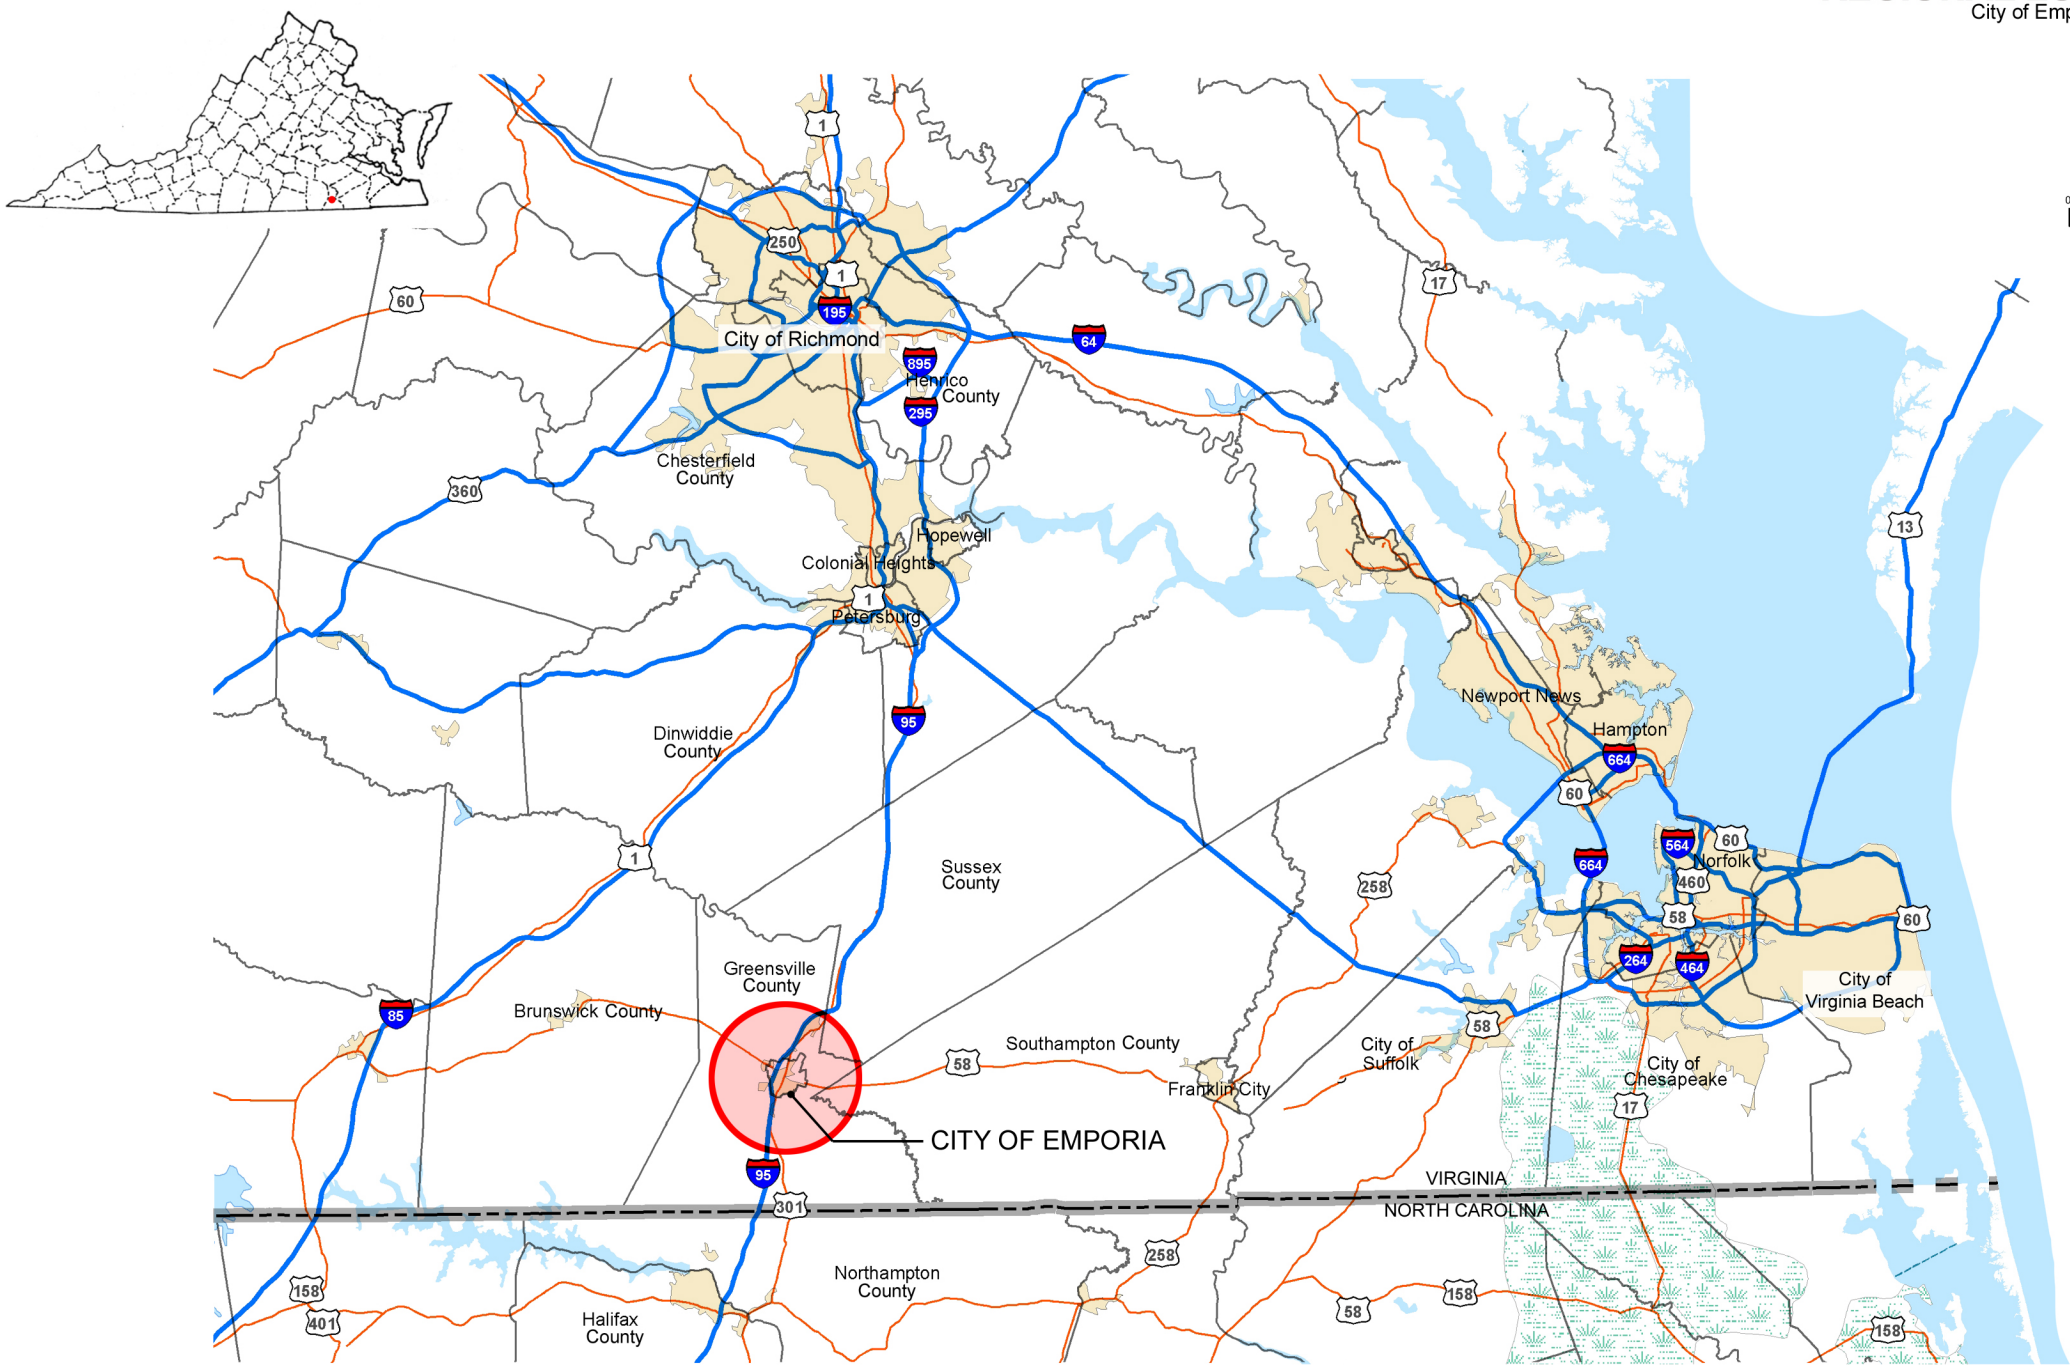 City of Emp
1
250
1
17
60
195
City of Richmond
64
895
Henrico
County
295
Chesterfield
County
360
13
Hopewell
Colonial Heights
1
Petersburg
Newport News
95
Hampton
Dinwiddie
County
664
60
1
564
60
664
Norfolk
Sussex
County
258
460
58
60
264
464
Greensville
County
City of
Virginia Beach
85
Brunswick County
58
Southampton County
58
City of
Suffolk
City of
Chesapeake
Franklin City
17
CITY OF EMPORIA
95
VIRGINIA
301
NORTH CAROLINA
258
Northampton
County
158
401
Halifax
County
58
158
158